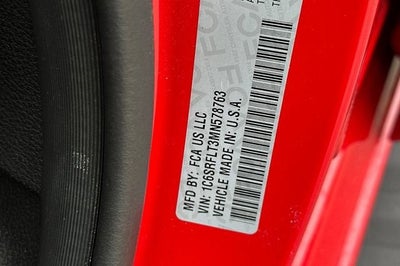 MFD BY: FCA US LLC
VIN: 1C6SRFLT3MN578763
VEHICLE MADE IN: U.S.A.